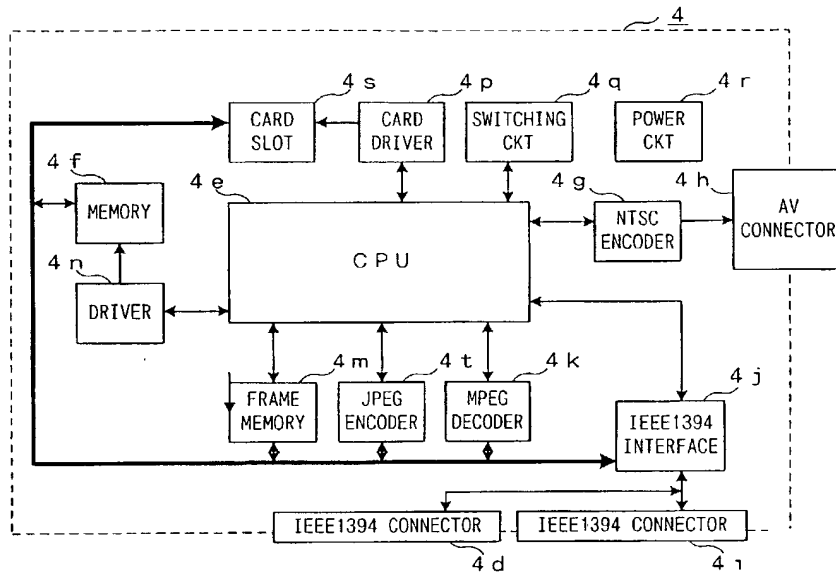 4
4s
4p
4q
4r
CARD
SLOT
CARD
DRIVER
SWITCHING
CKT
POWER
CKT
4f
4e
4g
4h
MEMORY
NTSC
ENCODER
AV
CONNECTOR
CPU
4n
DRIVER
4m
4t
4k
4j
FRAME
MEMORY
JPEG
ENCODER
MPEG
DECODER
IEEE1394
INTERFACE
IEEE1394 CONNECTOR
IEEE1394 CONNECTOR
4d